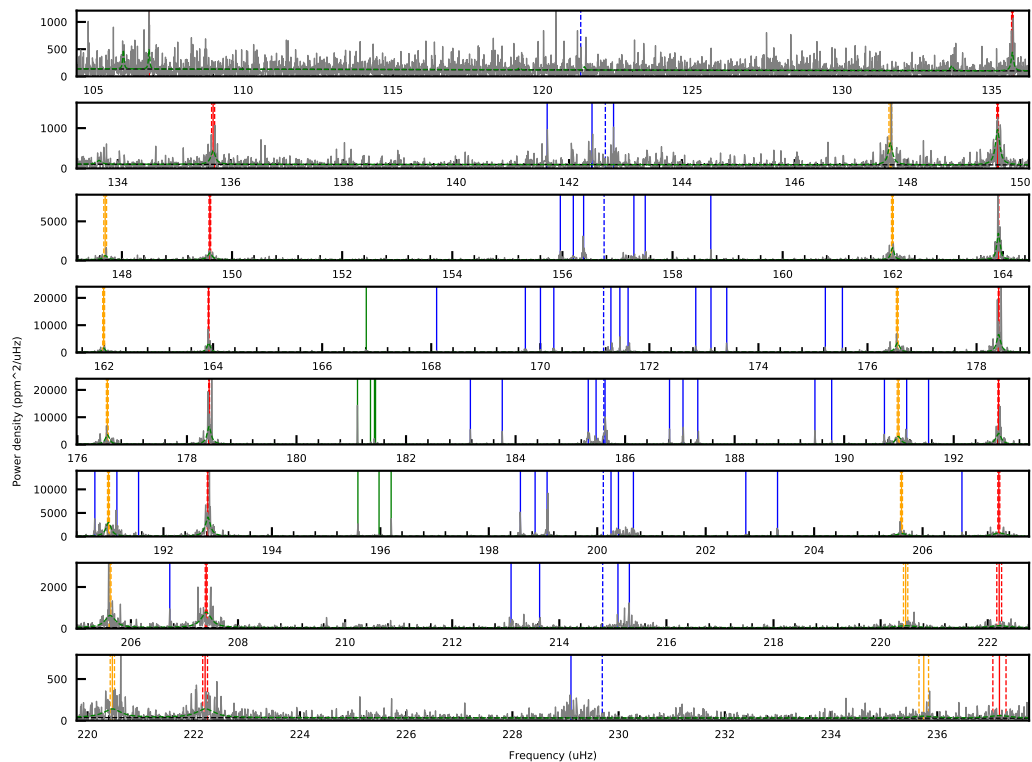 1000
500
0
105 110 115 120 125 130 135
1000
0
134 136 138 140 142 144 146 148 150
5000
0
148 150 152 154 156 158 160 162 164
20000
10000
0
162 164 166 168 170 172 174 176 178
20000
10000
0
176 178 180 182 184 186 188 190 192
10000
5000
0
192 194 196 198 200 202 204 206
2000
0
206 208 210 212 214 216 218 220 222
500
0
220 222 224 226 228 230 232 234 236
Power density (ppm^2/uHz)
Frequency (uHz)